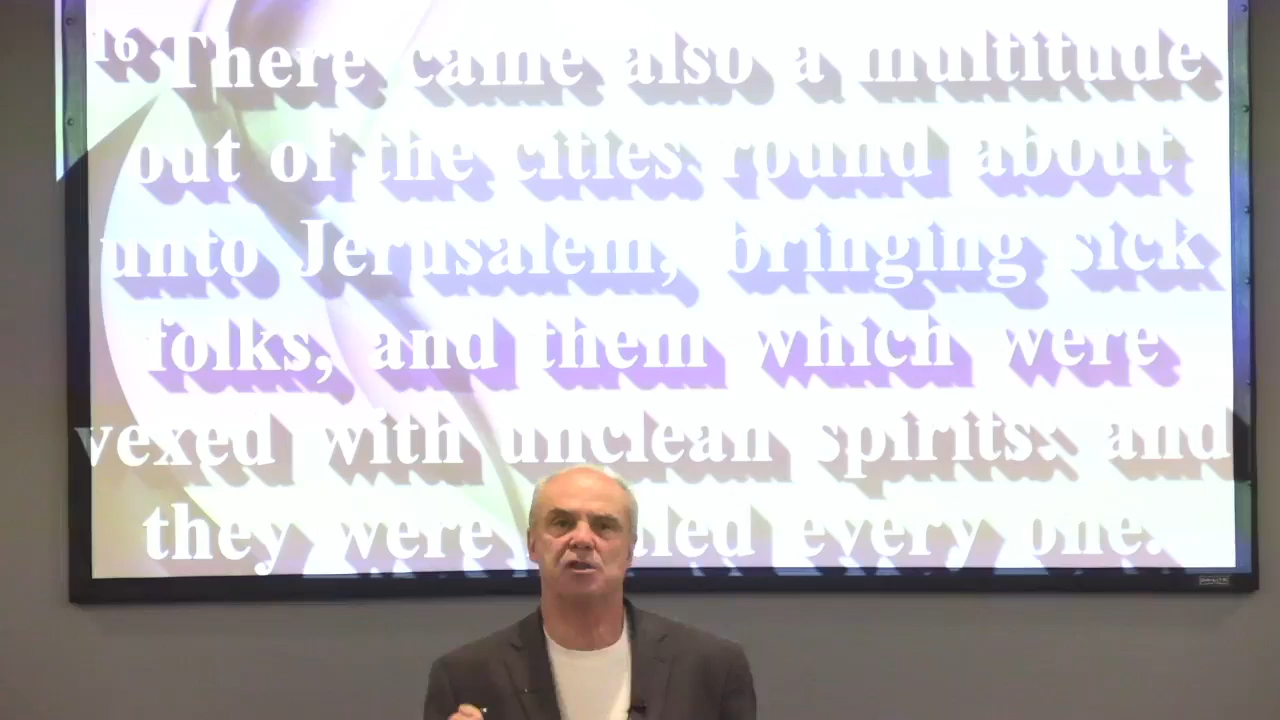 16 There came also a multitude
out of the cities round about
unto Jerusalem, bringing sick
folks, and them which were
vexed with unclean spirits: and
they were every one.